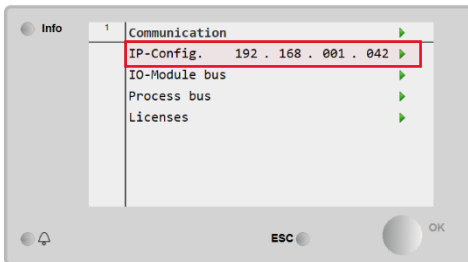 Info
1 Communication
IP-Config. 192 . 168 . 001 . 042
IO-Module bus
Process bus
Licenses
ESC
OK